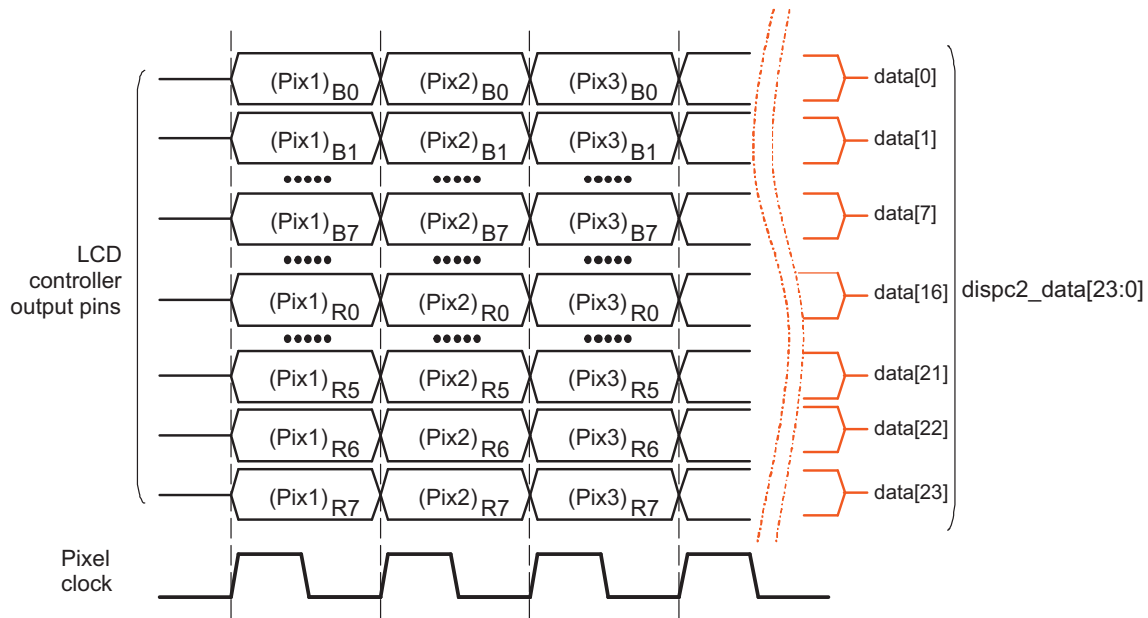 (Pix1)B0 (Pix2)B0 (Pix3)B0 data[0]
(Pix1)B1 (Pix2)B1 (Pix3)B1 data[1]
(Pix1)B7 (Pix2)B7 (Pix3)B7 data[7]
LCD
controller
output pins
(Pix1)R0 (Pix2)R0 (Pix3)R0 data[16]
dispc2_data[23:0]
(Pix1)R5 (Pix2)R5 (Pix3)R5 data[21]
(Pix1)R6 (Pix2)R6 (Pix3)R6 data[22]
(Pix1)R7 (Pix2)R7 (Pix3)R7 data[23]
Pixel
clock